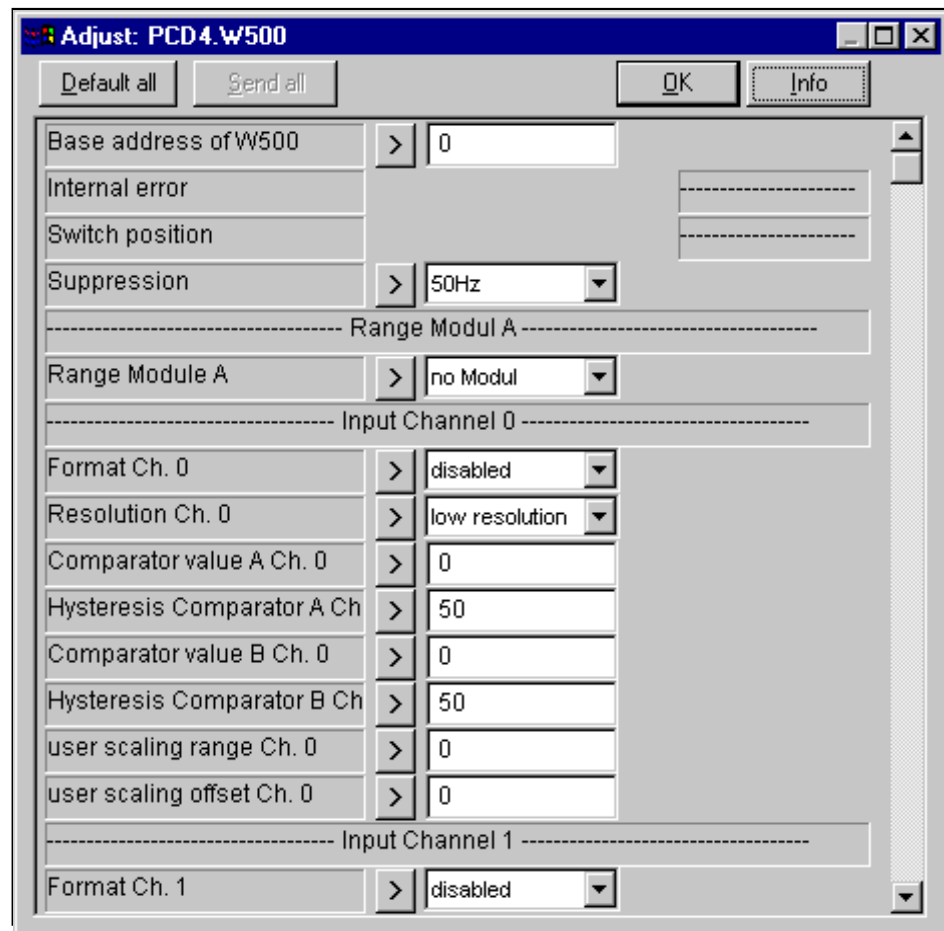 Adjust: PCD4.W500
Default all Send all OK Info
Base address of W500 > 0
Internal error ----------------------
Switch position ----------------------
Suppression > 50Hz
------------------------------------- Range Modul A -------------------------------------
Range Module A > no Modul
------------------------------------ Input Channel 0 ------------------------------------
Format Ch. 0 > disabled
Resolution Ch. 0 > low resolution
Comparator value A Ch. 0 > 0
Hysteresis Comparator A Ch > 50
Comparator value B Ch. 0 > 0
Hysteresis Comparator B Ch > 50
user scaling range Ch. 0 > 0
user scaling offset Ch. 0 > 0
------------------------------------ Input Channel 1 ------------------------------------
Format Ch. 1 > disabled